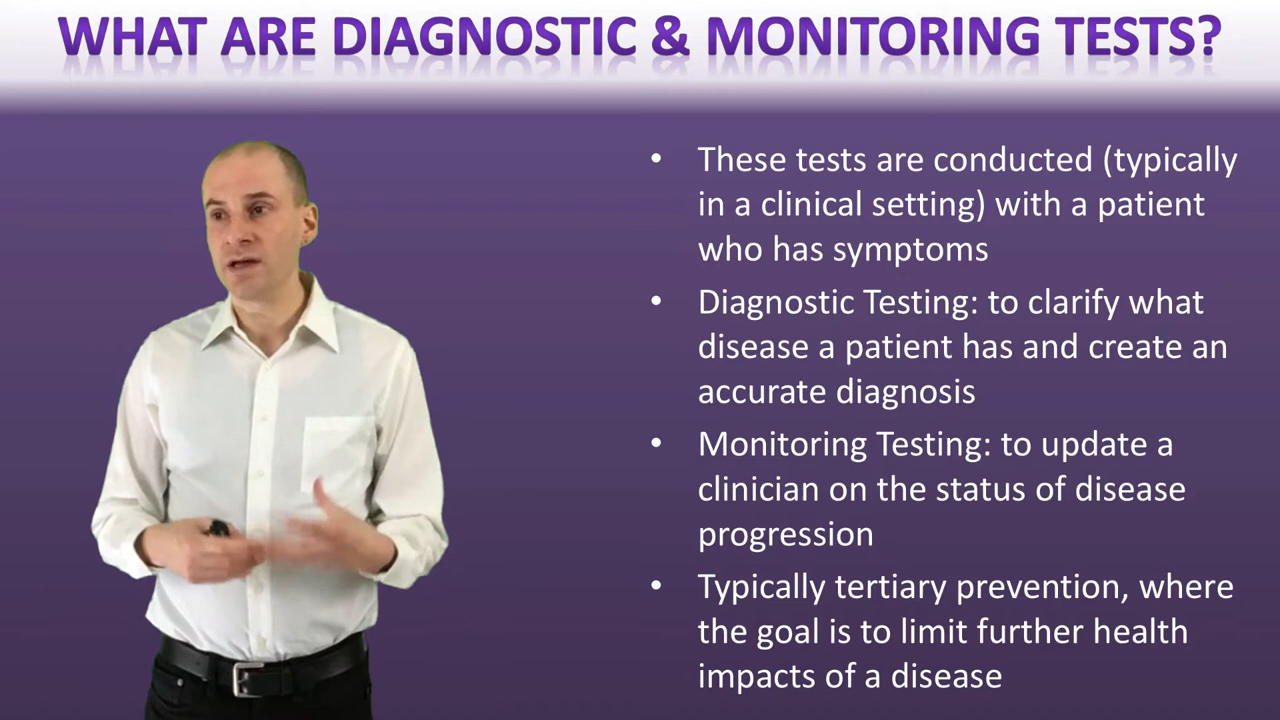 WHAT ARE DIAGNOSTIC & MONITORING TESTS?
• These tests are conducted (typically
in a clinical setting) with a patient
who has symptoms
• Diagnostic Testing: to clarify what
disease a patient has and create an
accurate diagnosis
• Monitoring Testing: to update a
clinician on the status of disease
progression
• Typically tertiary prevention, where
the goal is to limit further health
impacts of a disease